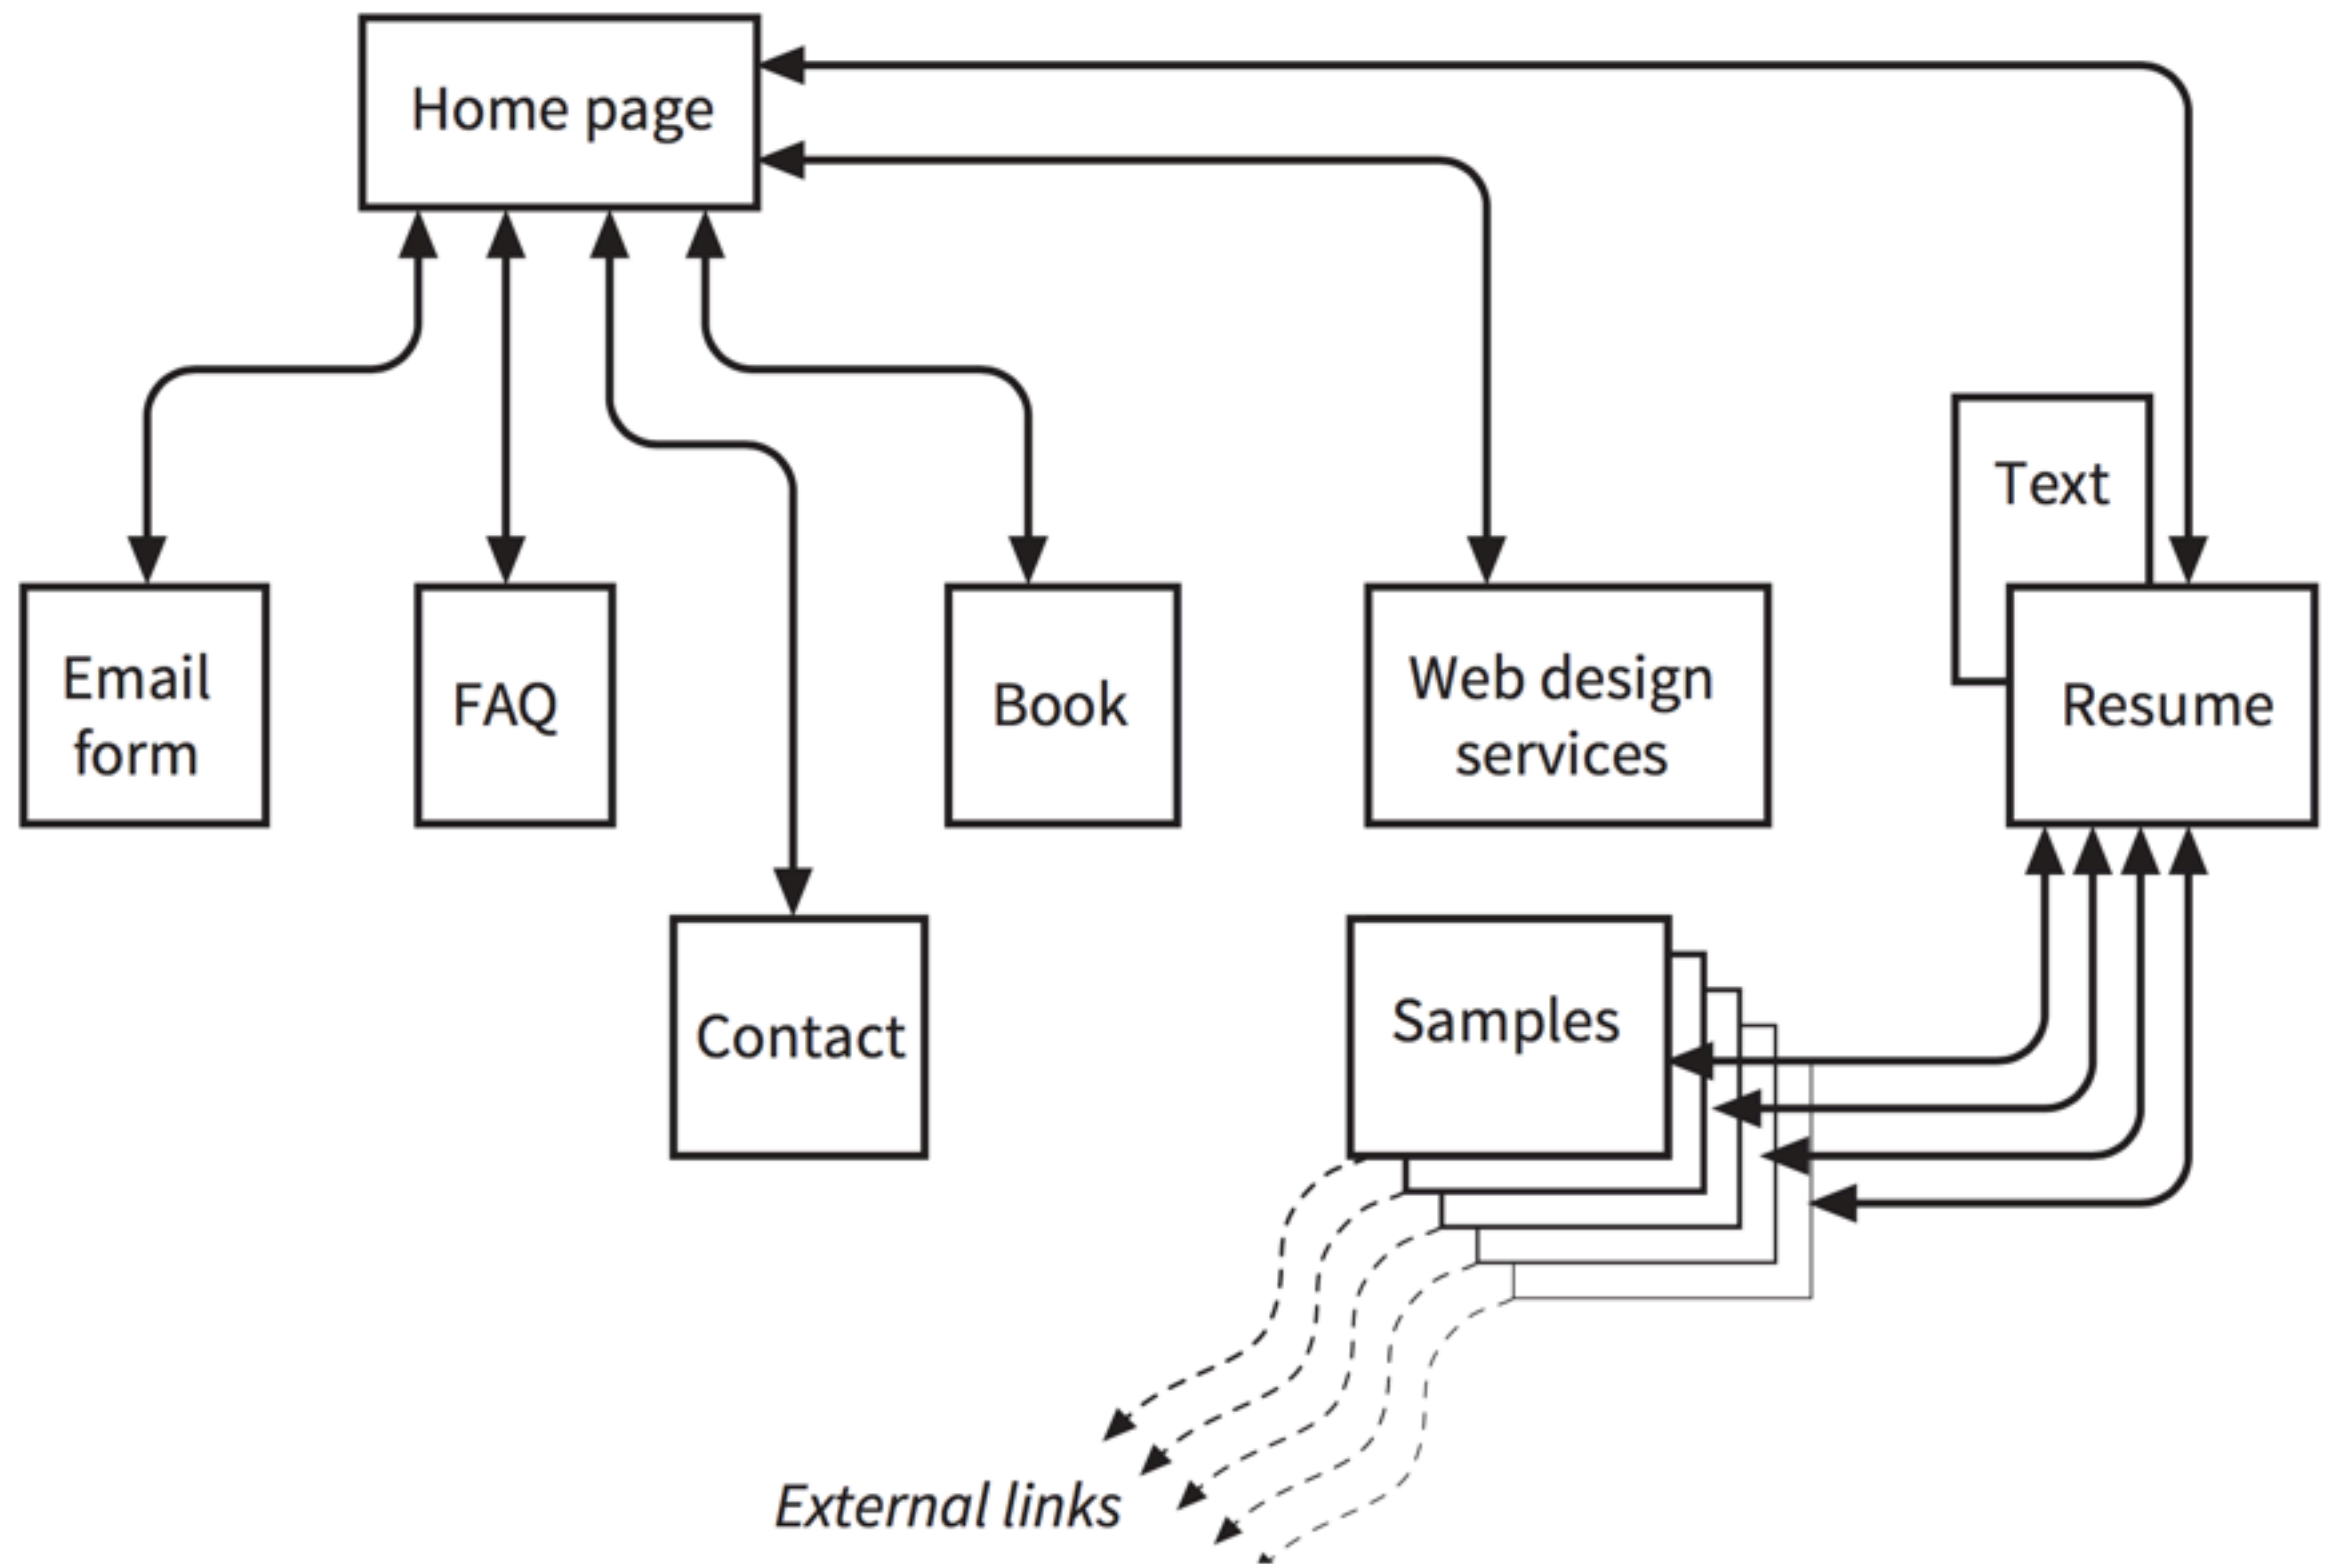 Home page
Text
Email
form
FAQ
Book
Web design
services
Resume
Contact
Samples
External links